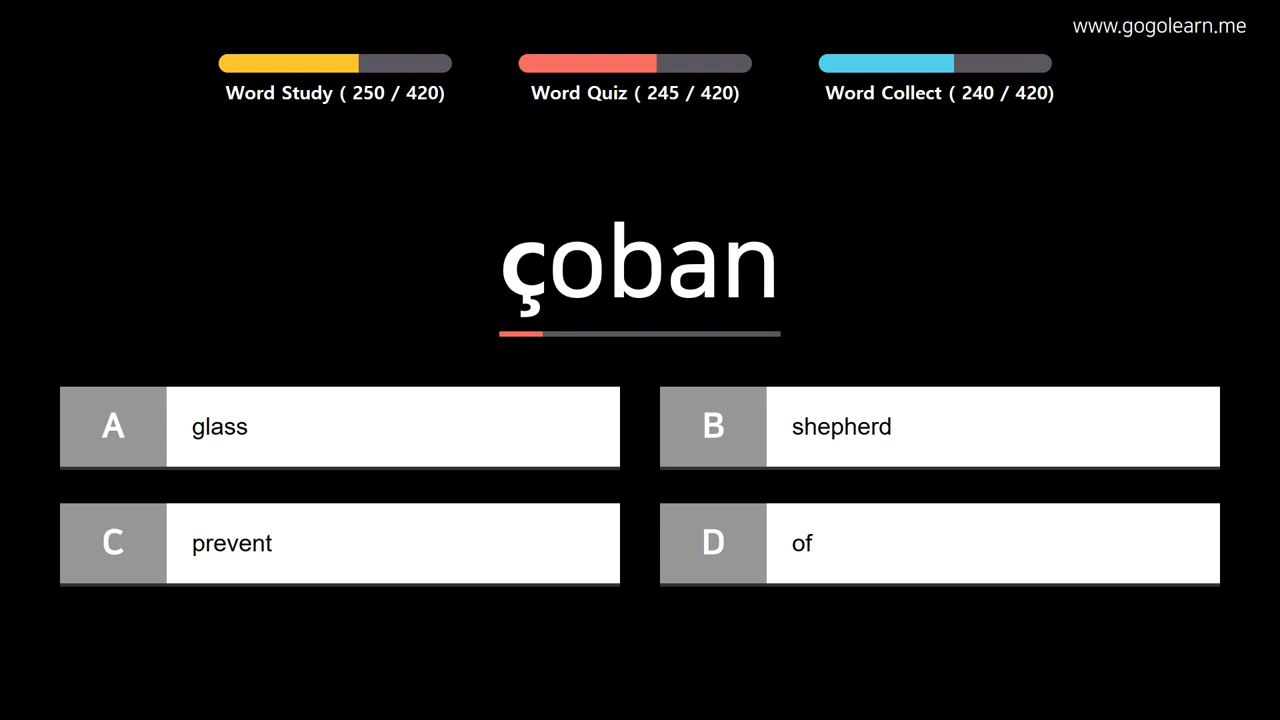 www.gogolearn.me
Word Study ( 250 / 420)
Word Quiz ( 245 / 420)
Word Collect ( 240 / 420)
çoban
A glass
B shepherd
C prevent
D of